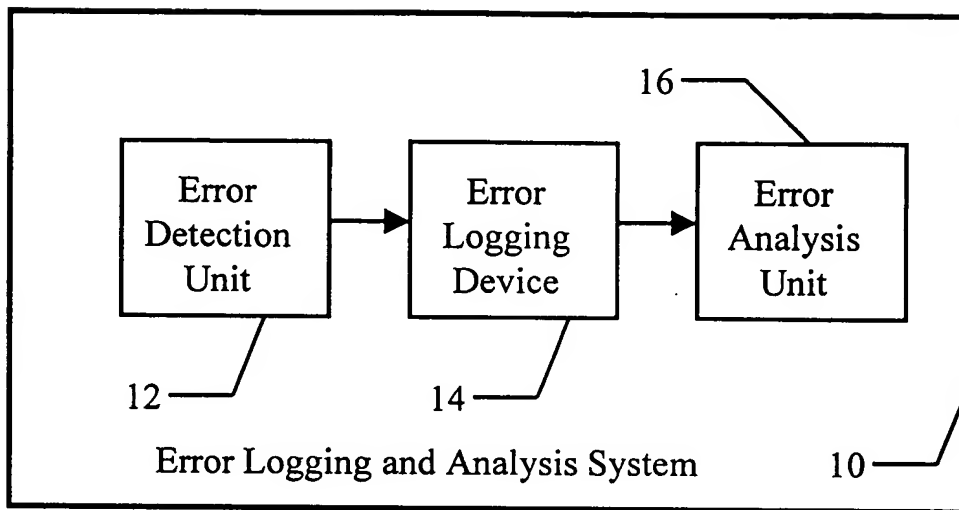 16
Error
Detection
Unit
Error
Logging
Device
Error
Analysis
Unit
12
14
Error Logging and Analysis System
10